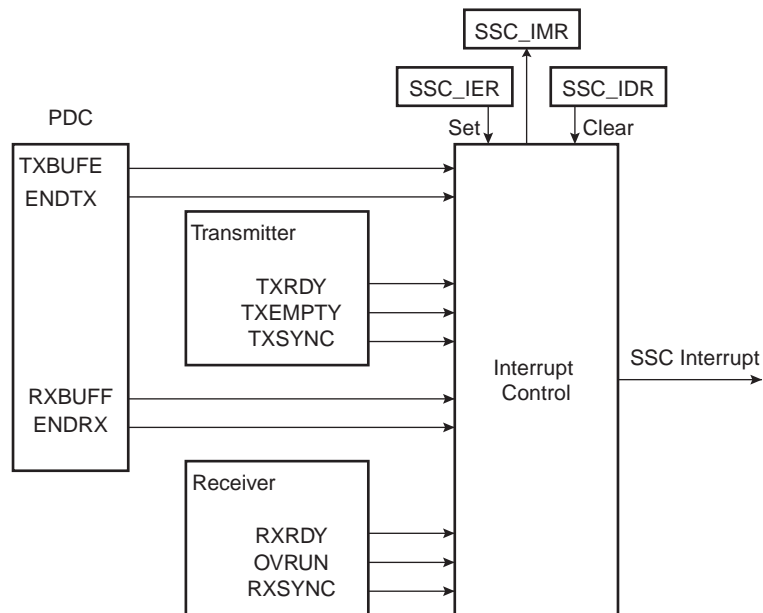 SSC_IMR
SSC_IER
SSC_IDR
PDC
Set
Clear
TXBUFE
ENDTX
Transmitter
TXRDY
TXEMPTY
TXSYNC
RXBUFF
ENDRX
Interrupt
Control
SSC Interrupt
Receiver
RXRDY
OVRUN
RXSYNC